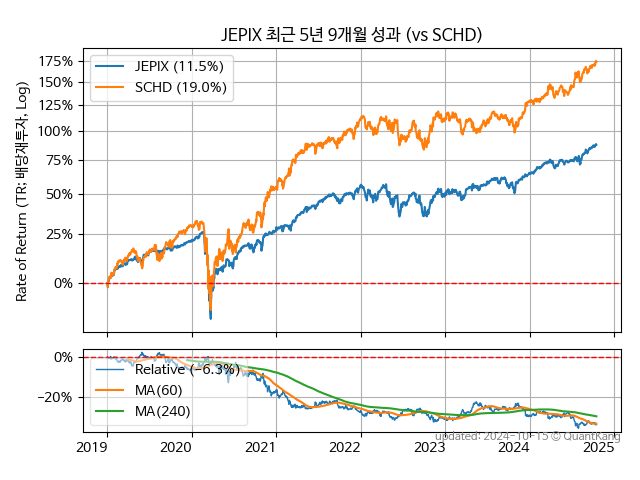 JEPIX 최근 5년 9개월 성과 (vs SCHD)
Rate of Return (TR: 배당재투자, Log)
175%
150%
125%
100%
75%
50%
25%
0%
JEPIX (11.5%)
SCHD (19.0%)
0%
−20%
Relative (−6.3%)
MA(60)
MA(240)
2019
2020
2021
2022
2023
2024
2025
updated: 2024-10-15 © QuantKang